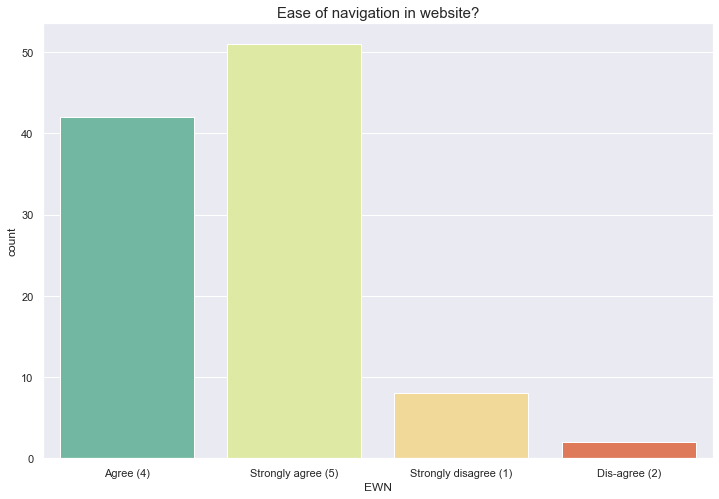 Ease of navigation in website?
50
40
30
20
10
0
count
Agree (4)
Strongly agree (5)
Strongly disagree (1)
Dis-agree (2)
EWN